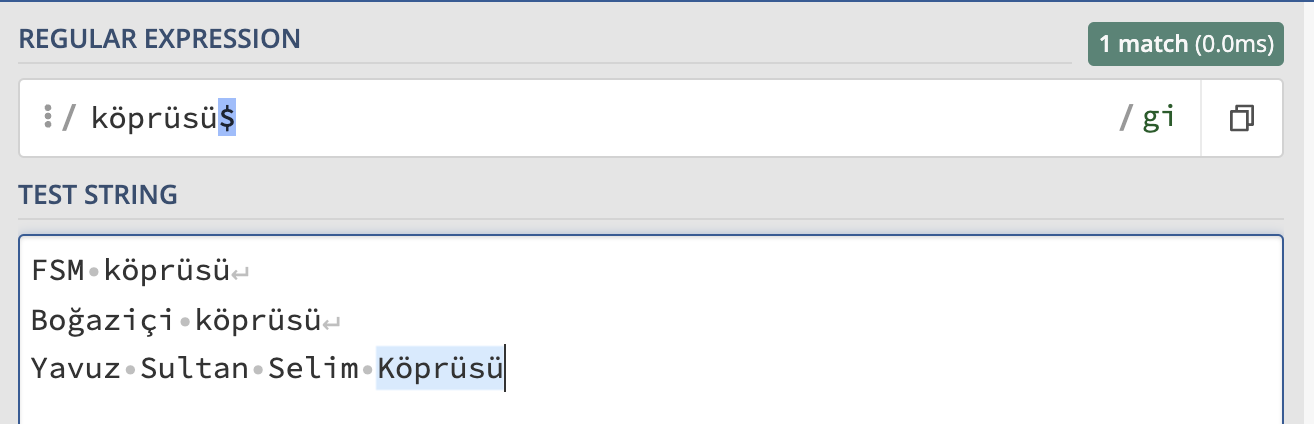 REGULAR EXPRESSION
1 match (0.0ms)
/ köprüsü$ / gi
TEST STRING
FSM köprüsü
Boğaziçi köprüsü
Yavuz Sultan Selim Köprüsü